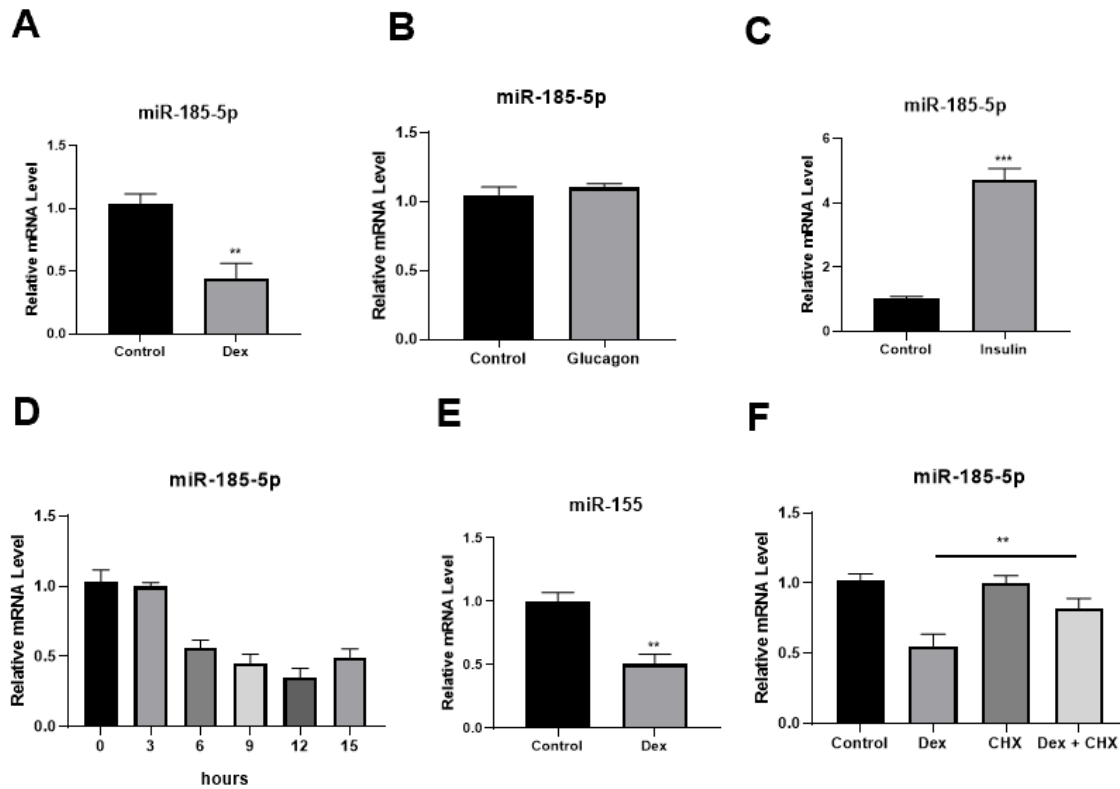 A
miR-185-5p
Relative mRNA Level
1.5
1.0
0.5
0.0
**
Control Dex
B
miR-185-5p
Relative mRNA Level
1.5
1.0
0.5
0.0
Control Glucagon
C
miR-185-5p
Relative mRNA Level
6
4
2
0
***
Control Insulin
D
miR-185-5p
Relative mRNA Level
1.5
1.0
0.5
0.0
0 3 6 9 12 15
hours
E
miR-155
Relative mRNA Level
1.5
1.0
0.5
0.0
**
Control Dex
F
miR-185-5p
Relative mRNA Level
1.5
1.0
0.5
0.0
**
Control Dex CHX Dex + CHX